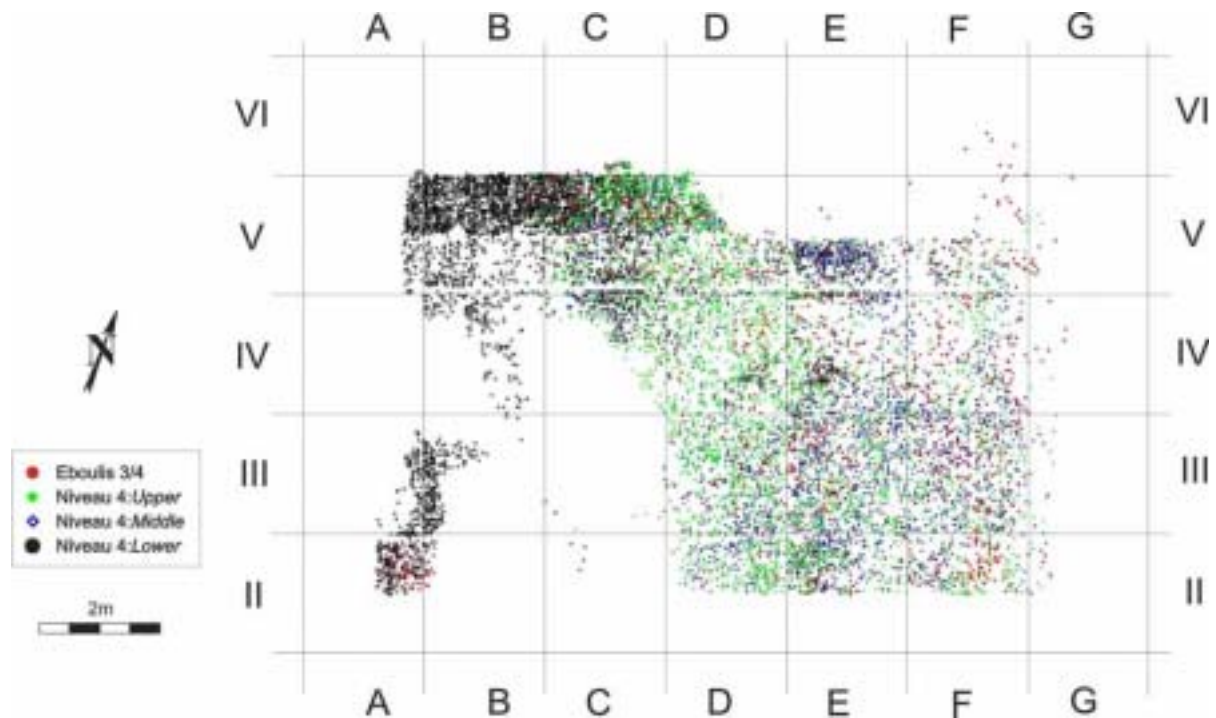 A B C D E F G
VI VI
V V
IV IV
N
III III
Eboulis 3/4
Niveau 4:Upper
Niveau 4:Middle
Niveau 4:Lower
II II
2m
A B C D E F G